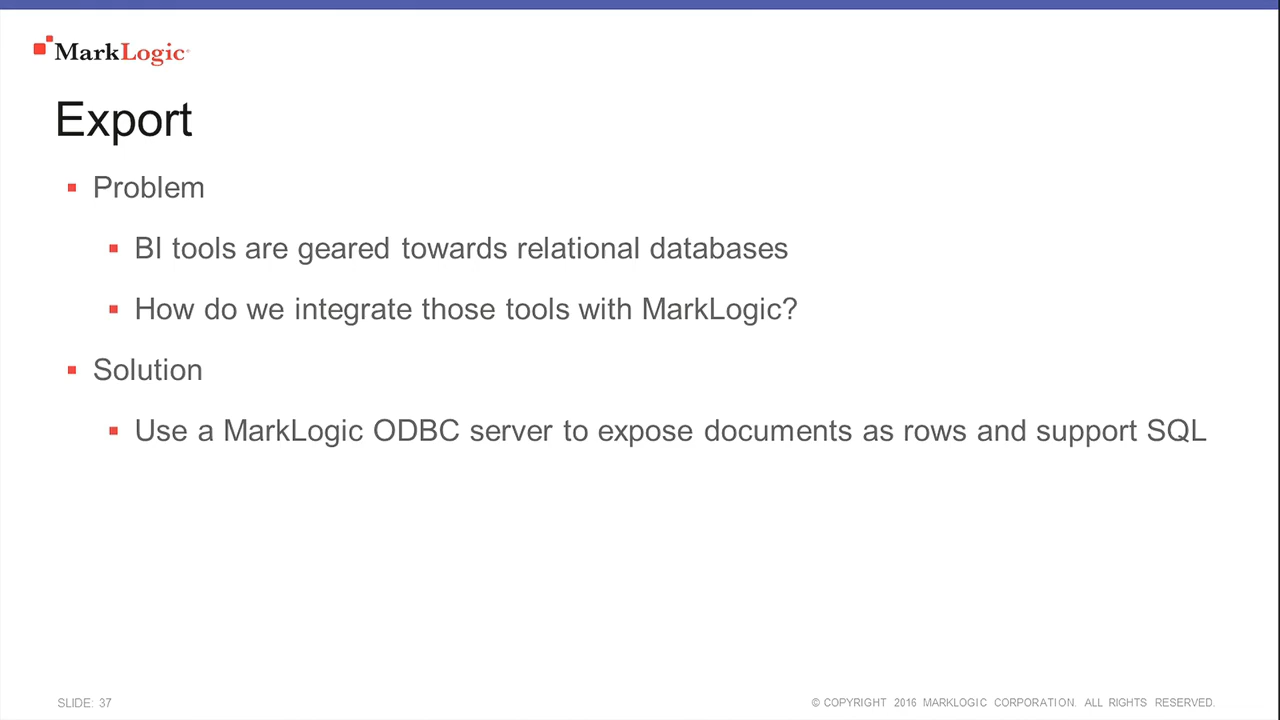 MarkLogic
Export
Problem
BI tools are geared towards relational databases
How do we integrate those tools with MarkLogic?
Solution
Use a MarkLogic ODBC server to expose documents as rows and support SQL
SLIDE: 37
© COPYRIGHT 2016 MARKLOGIC CORPORATION. ALL RIGHTS RESERVED.